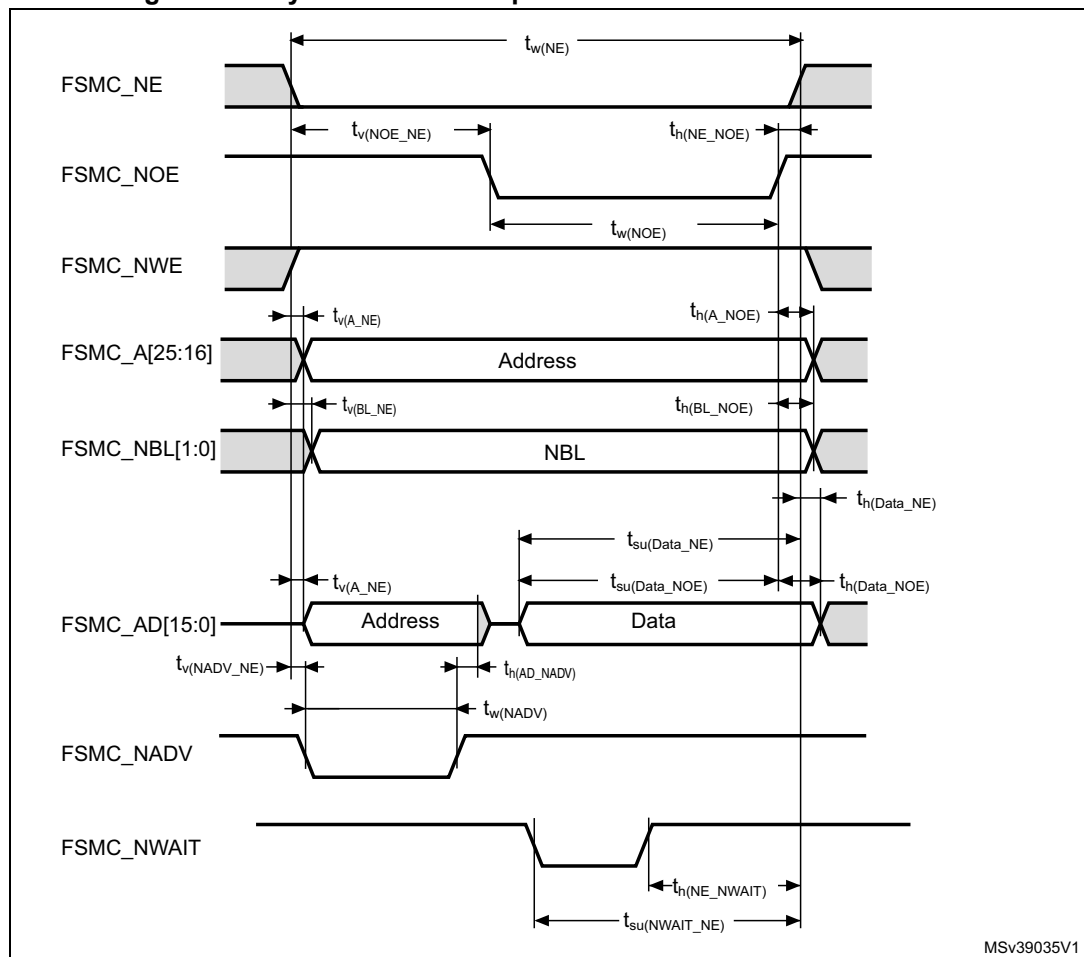 t_w(NE)
FSMC_NE
t_v(NOE_NE)
t_h(NE_NOE)
FSMC_NOE
t_w(NOE)
FSMC_NWE
t_v(A_NE)
t_h(A_NOE)
FSMC_A[25:16]
Address
t_v(BL_NE)
t_h(BL_NOE)
FSMC_NBL[1:0]
NBL
t_h(Data_NE)
t_su(Data_NE)
t_v(A_NE)
t_su(Data_NOE)
t_h(Data_NOE)
FSMC_AD[15:0]
Address
Data
t_v(NADV_NE)
t_h(AD_NADV)
t_w(NADV)
FSMC_NADV
FSMC_NWAIT
t_h(NE_NWAIT)
t_su(NWAIT_NE)
MSv39035V1